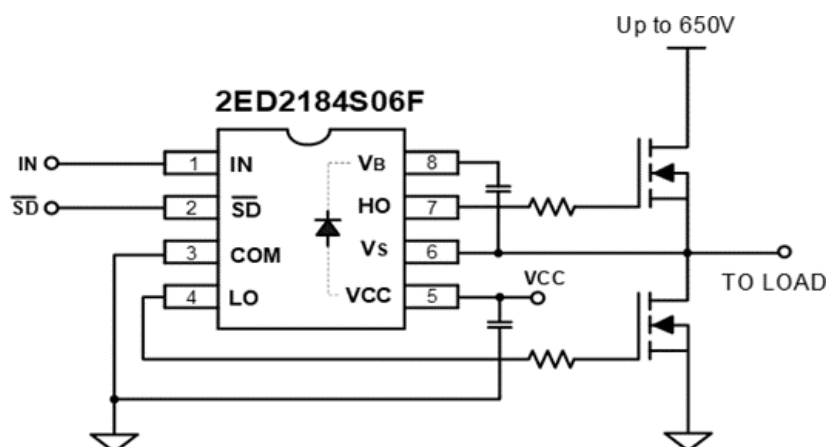 Up to 650V
2ED2184S06F
IN 1 IN VB 8
SD 2 SD HO 7
3 COM VS 6
TO LOAD
4 LO VCC 5 VCC